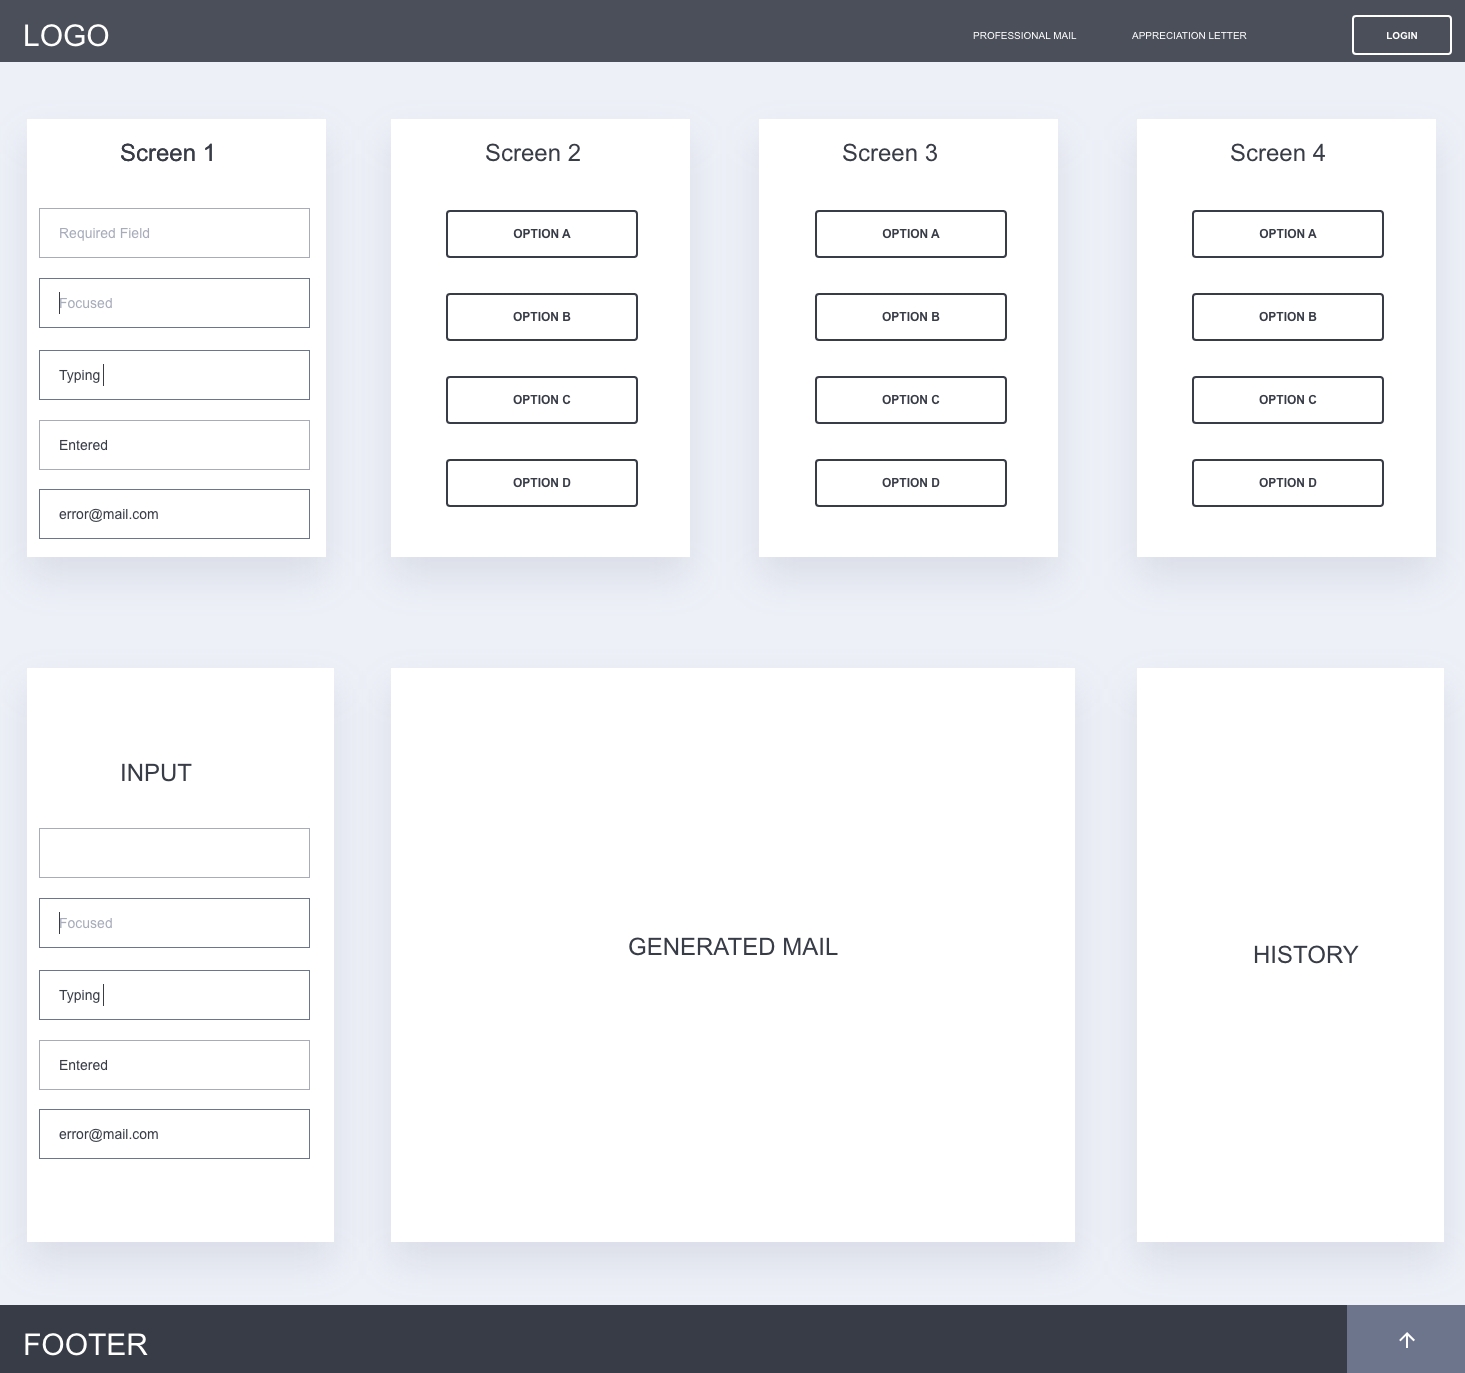 LOGO
PROFESSIONAL MAIL
APPRECIATION LETTER
LOGIN
Screen 1
Required Field
Focused
Typing
Entered
error@mail.com
Screen 2
OPTION A
OPTION B
OPTION C
OPTION D
Screen 3
OPTION A
OPTION B
OPTION C
OPTION D
Screen 4
OPTION A
OPTION B
OPTION C
OPTION D
INPUT
Focused
Typing
Entered
error@mail.com
GENERATED MAIL
HISTORY
FOOTER